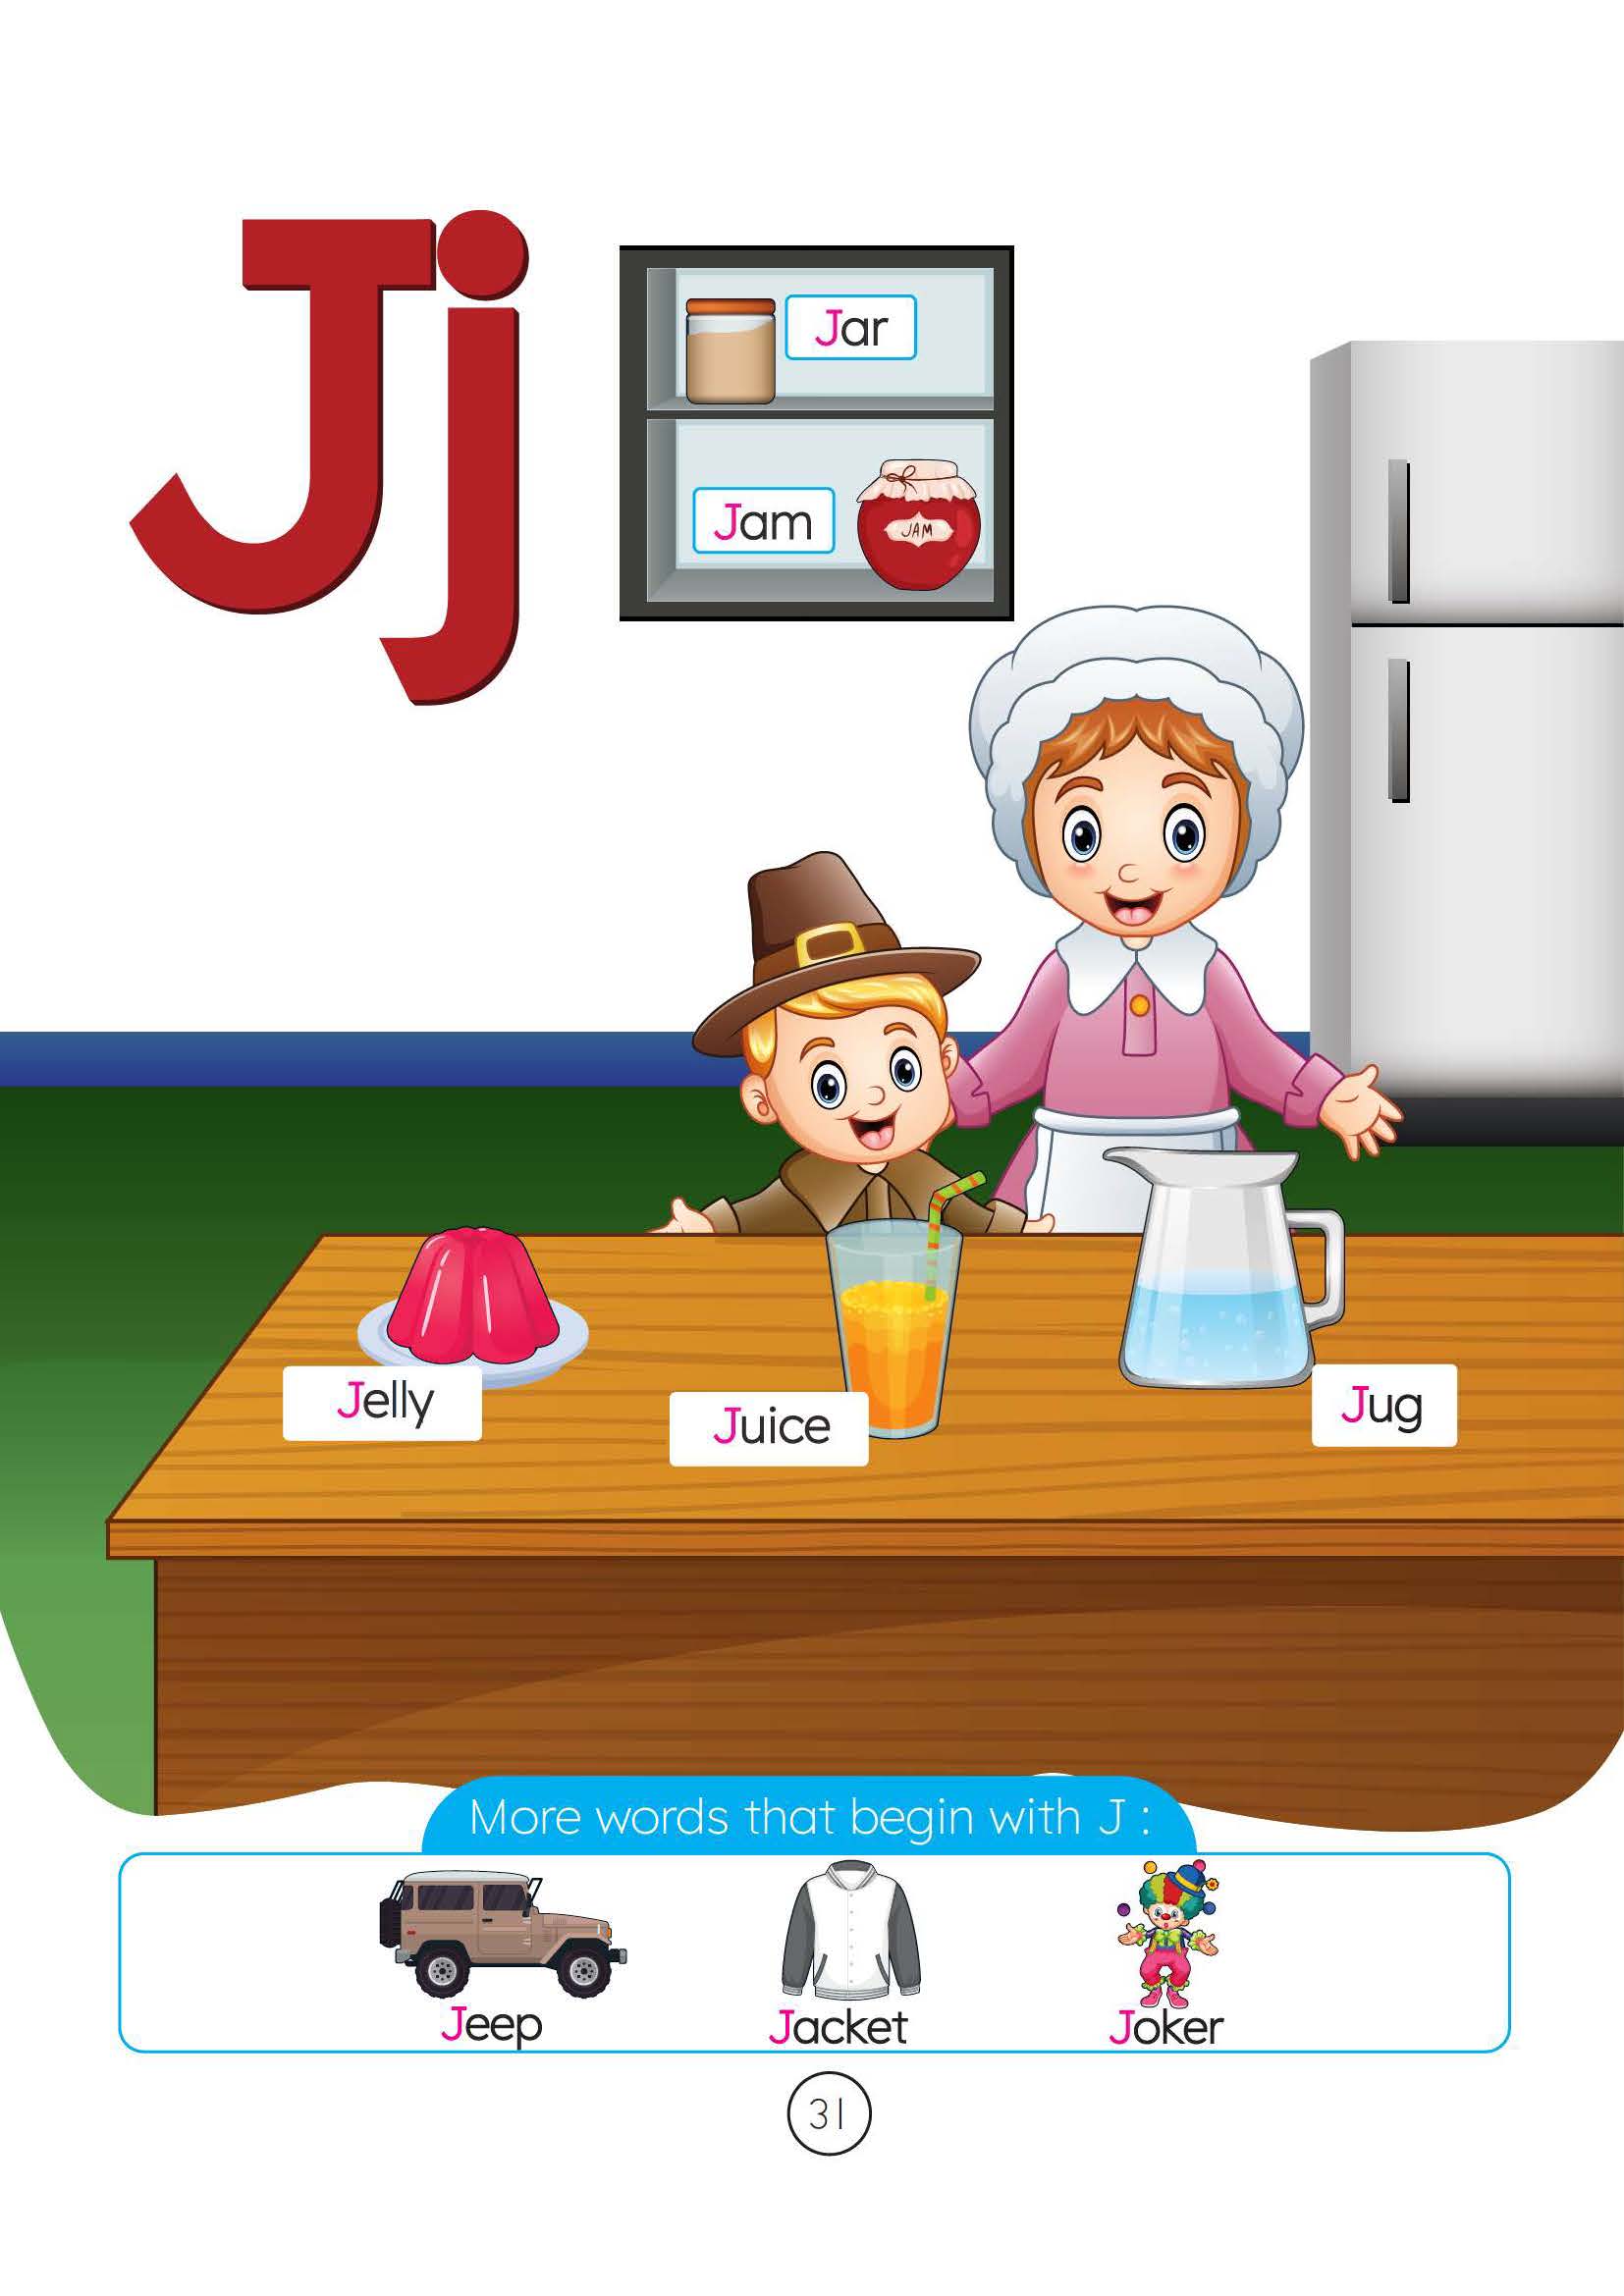 Jj
Jar
Jam
JAM
Jelly
Juice
Jug
More words that begin with J :
Jeep
Jacket
Joker
31